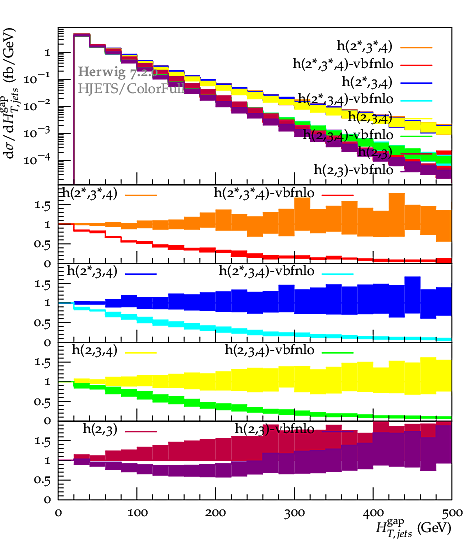 dσ/dH^gap_T,jets (fb/GeV)
1
10^−1
10^−2
10^−3
10^−4
Herwig 7.2.
HJETS/ColorFull
h(2*,3*,4)
h(2*,3*,4)-vbfnlo
h(2*,3,4)
h(2*,3,4)-vbfnlo
h(2,3,4)
h(2,3,4)-vbfnlo
h(2,3)
h(2,3)-vbfnlo
h(2*,3*,4) h(2*,3*,4)-vbfnlo
1.5
1
0.5
0
h(2*,3,4) h(2*,3,4)-vbfnlo
1.5
1
0.5
0
h(2,3,4) h(2,3,4)-vbfnlo
1.5
1
0.5
0
h(2,3) h(2,3)-vbfnlo
1.5
1
0.5
0
0 100 200 300 400 500
H^gap_T,jets (GeV)